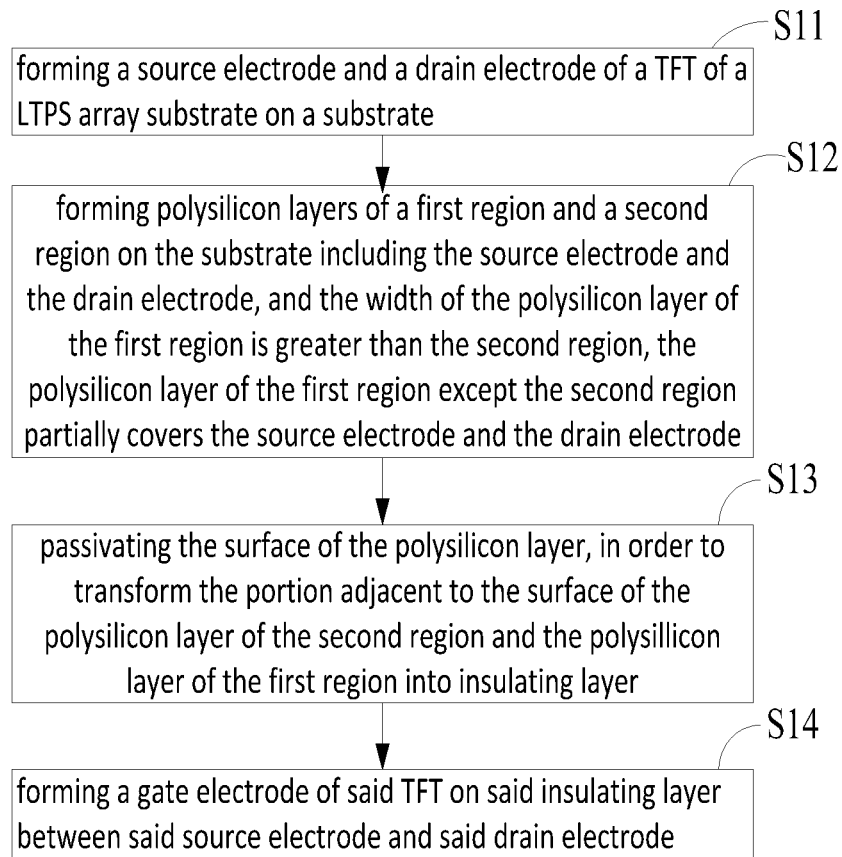 S11
forming a source electrode and a drain electrode of a TFT of a
LTPS array substrate on a substrate
S12
forming polysilicon layers of a first region and a second
region on the substrate including the source electrode and
the drain electrode, and the width of the polysilicon layer of
the first region is greater than the second region, the
polysilicon layer of the first region except the second region
partially covers the source electrode and the drain electrode
S13
passivating the surface of the polysilicon layer, in order to
transform the portion adjacent to the surface of the
polysilicon layer of the second region and the polysillicon
layer of the first region into insulating layer
S14
forming a gate electrode of said TFT on said insulating layer
between said source electrode and said drain electrode